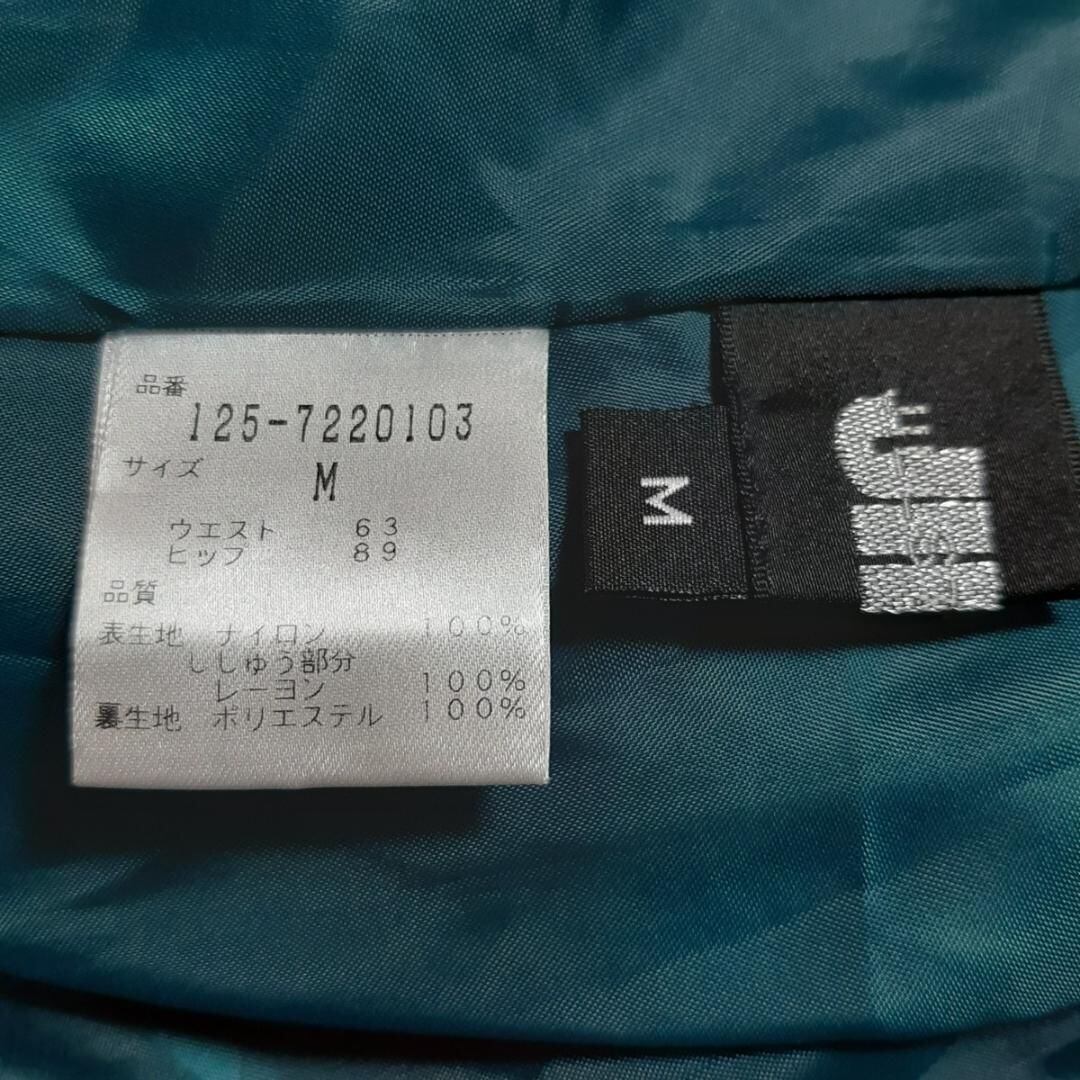 品番
125-7220103
サイズ
M
ウエスト 63
ヒップ 89
品質
表生地 ナイロン 100%
ししゅう部分
レーヨン 100%
裏生地 ポリエステル 100%
M